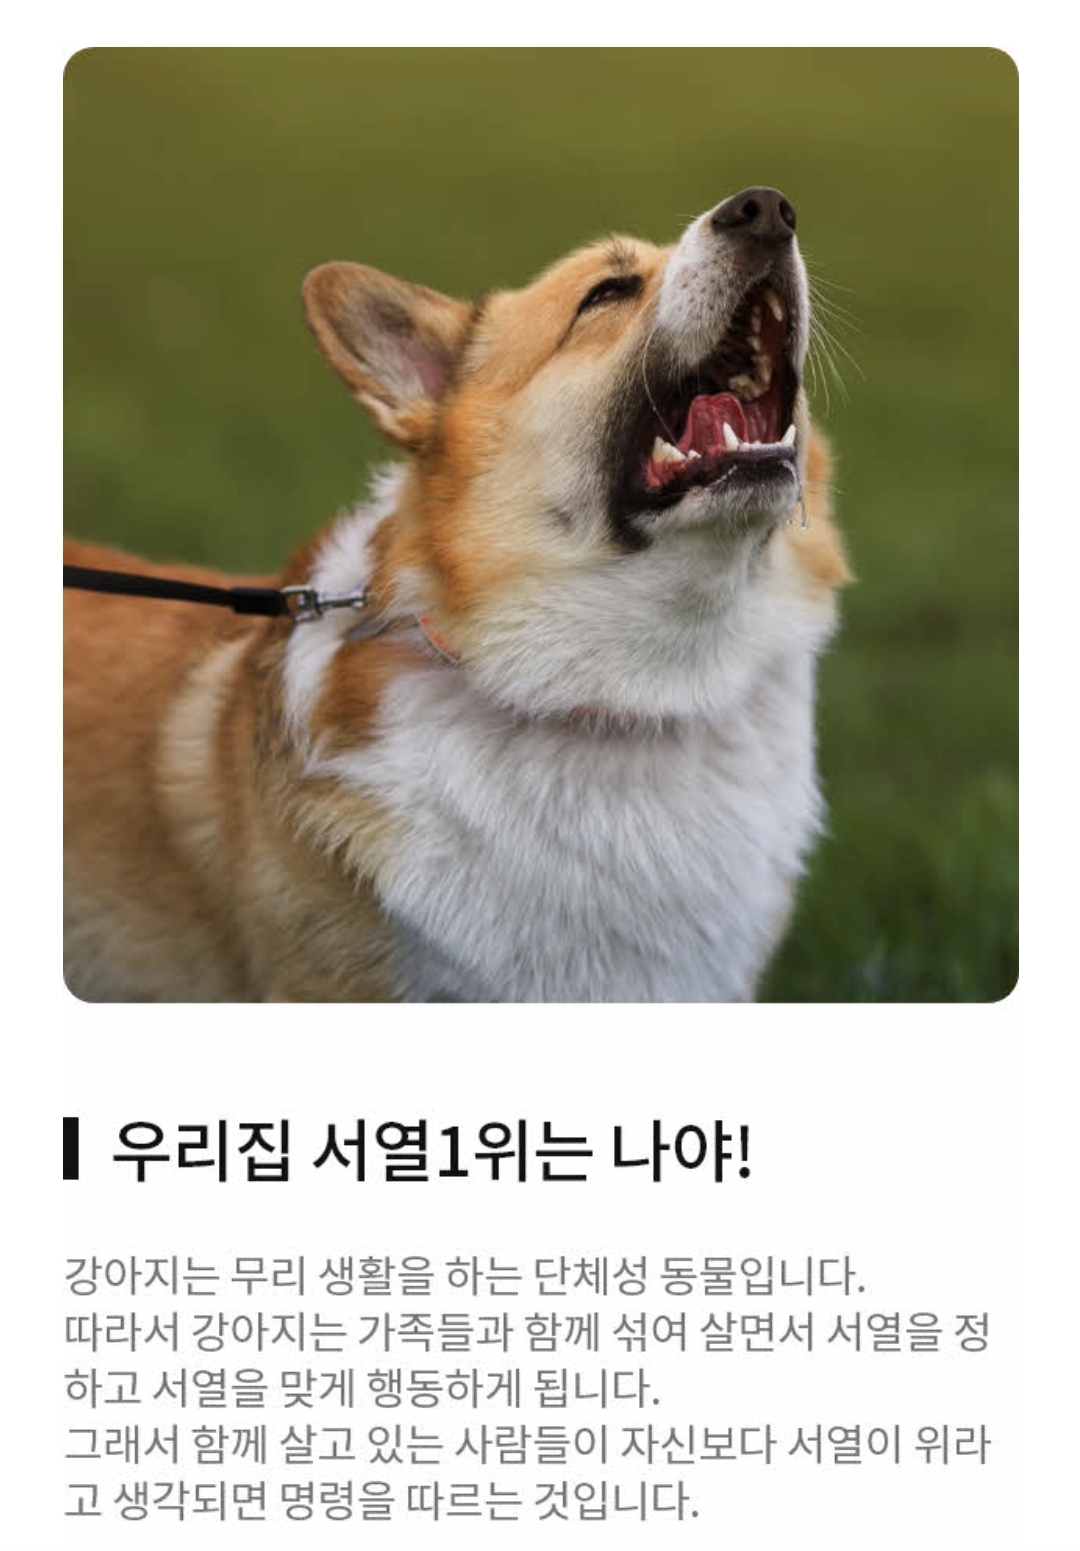 우리집 서열1위는 나야!
강아지는 무리 생활을 하는 단체성 동물입니다.
따라서 강아지는 가족들과 함께 섞여 살면서 서열을 정
하고 서열을 맞게 행동하게 됩니다.
그래서 함께 살고 있는 사람들이 자신보다 서열이 위라
고 생각되면 명령을 따르는 것입니다.